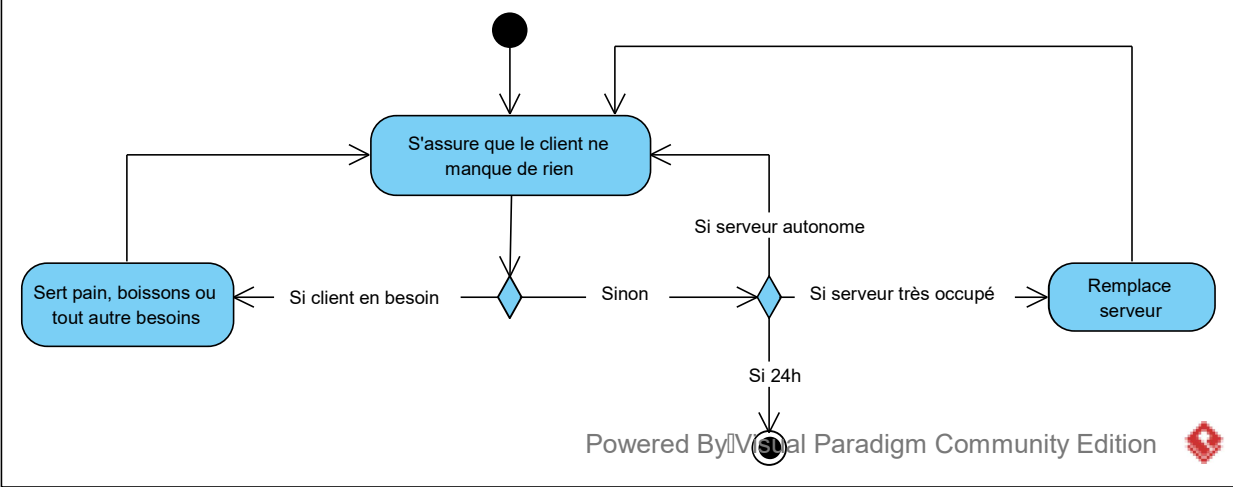 S'assure que le client ne
manque de rien
Si serveur autonome
Sert pain, boissons ou
tout autre besoins
Si client en besoin
Sinon
Si serveur très occupé
Remplace
serveur
Si 24h
Powered By Visual Paradigm Community Edition